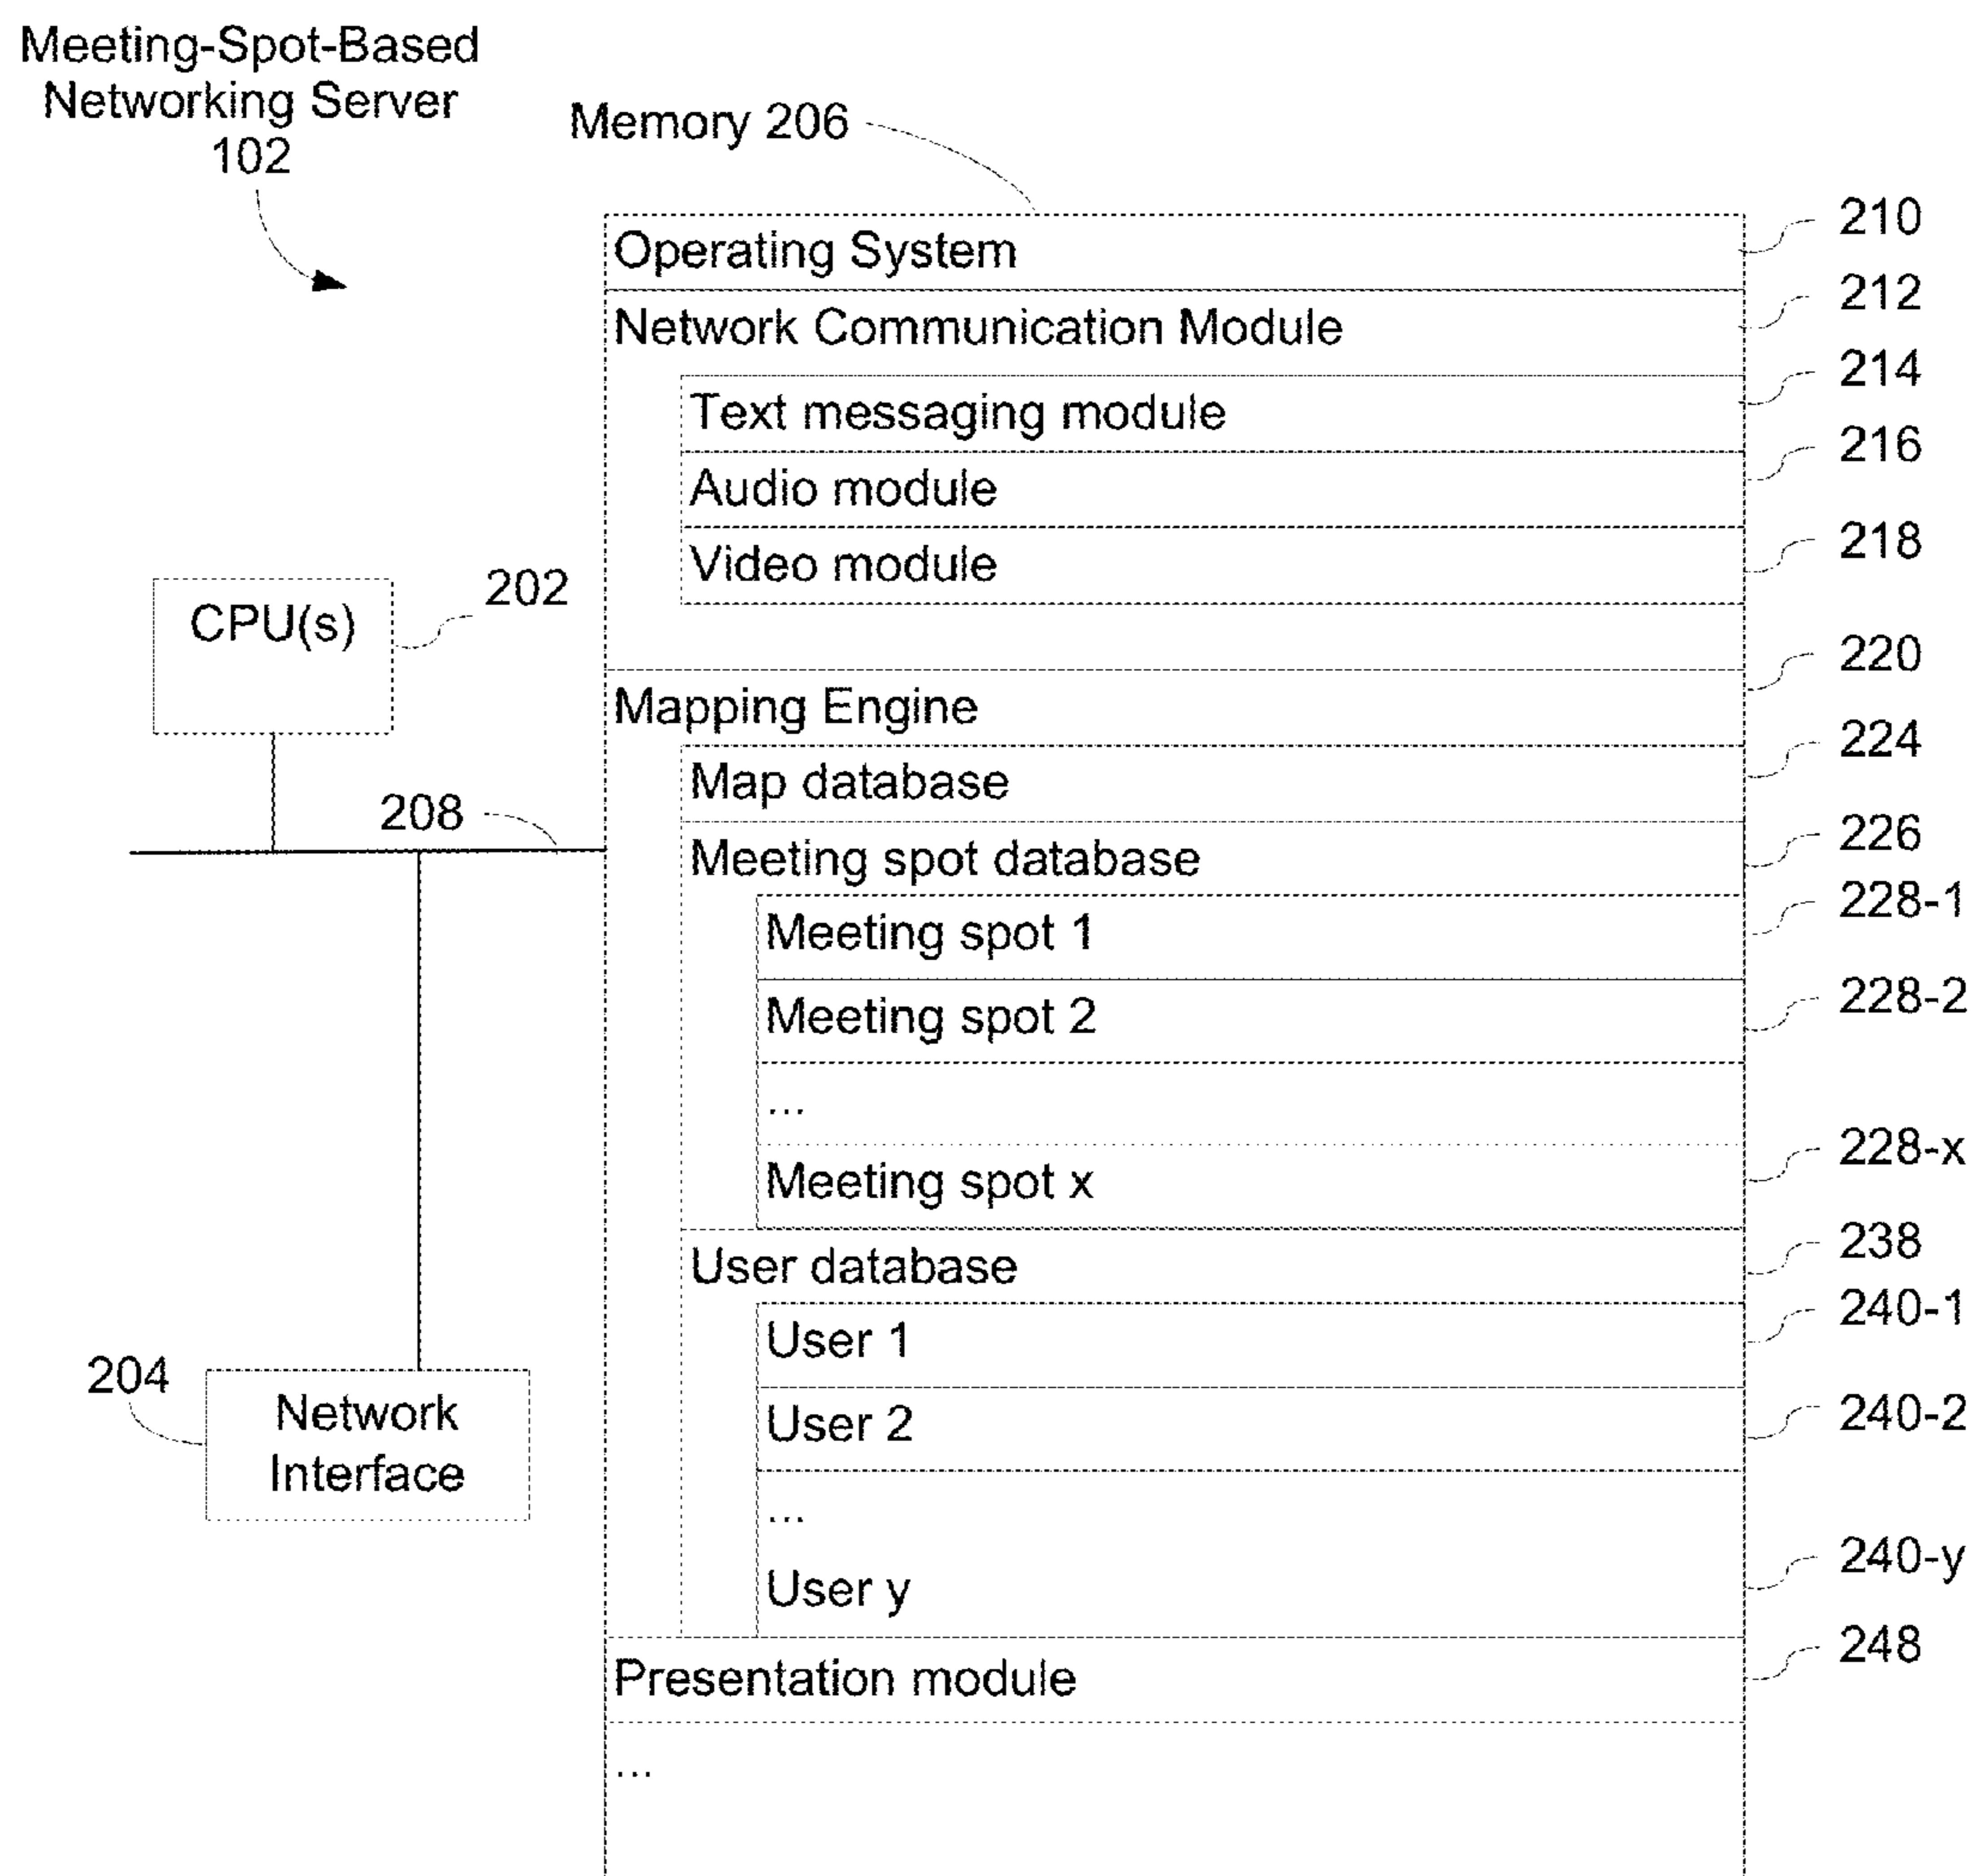 Meeting-Spot-Based
Networking Server
102
Memory 206
Operating System
210
Network Communication Module
212
Text messaging module
214
Audio module
216
Video module
218
CPU(s)
202
Mapping Engine
220
Map database
224
208
Meeting spot database
226
Meeting spot 1
228-1
Meeting spot 2
228-2
...
Meeting spot x
228-x
User database
238
User 1
240-1
204
Network
Interface
User 2
240-2
...
User y
240-y
Presentation module
248
...